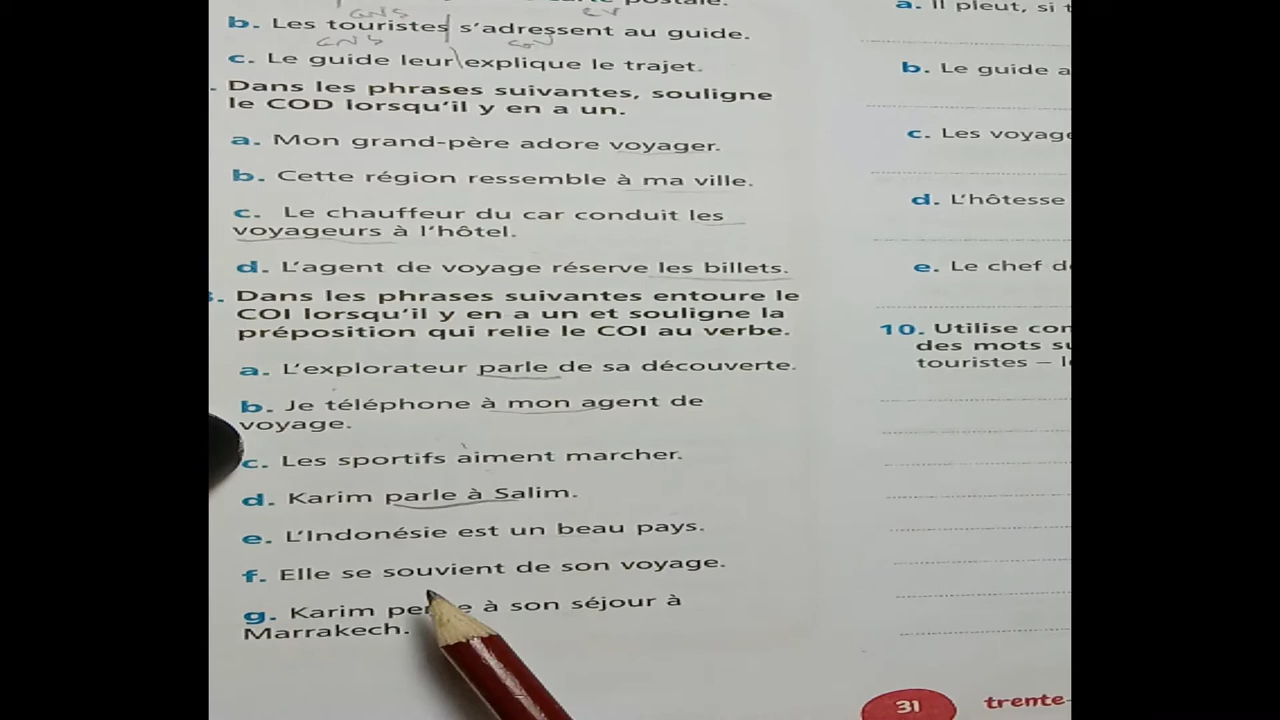 postale.
b. Les touristes s'adressent au guide.
c. Le guide leur explique le trajet.
. Dans les phrases suivantes, souligne
le COD lorsqu'il y en a un.
a. Mon grand-père adore voyager.
b. Cette région ressemble à ma ville.
c. Le chauffeur du car conduit les
voyageurs à l'hôtel.
d. L'agent de voyage réserve les billets.
. Dans les phrases suivantes entoure le
COI lorsqu'il y en a un et souligne la
préposition qui relie le COI au verbe.
a. L'explorateur parle de sa découverte.
b. Je téléphone à mon agent de
voyage.
c. Les sportifs aiment marcher.
d. Karim parle à Salim.
e. L'Indonésie est un beau pays.
f. Elle se souvient de son voyage.
g. Karim à son séjour à
Marrakech.
a. Il pleut, si
b. Le guide
c. Les
d. L'hôtesse
e. Le chef
10. Utilise
des mots
touristes –
31
trente-